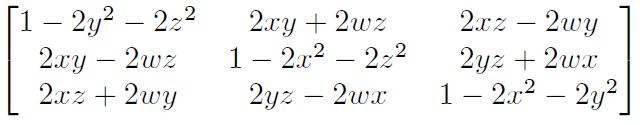 1 − 2y² − 2z² 2xy + 2wz 2xz − 2wy
2xy − 2wz 1 − 2x² − 2z² 2yz + 2wx
2xz + 2wy 2yz − 2wx 1 − 2x² − 2y²